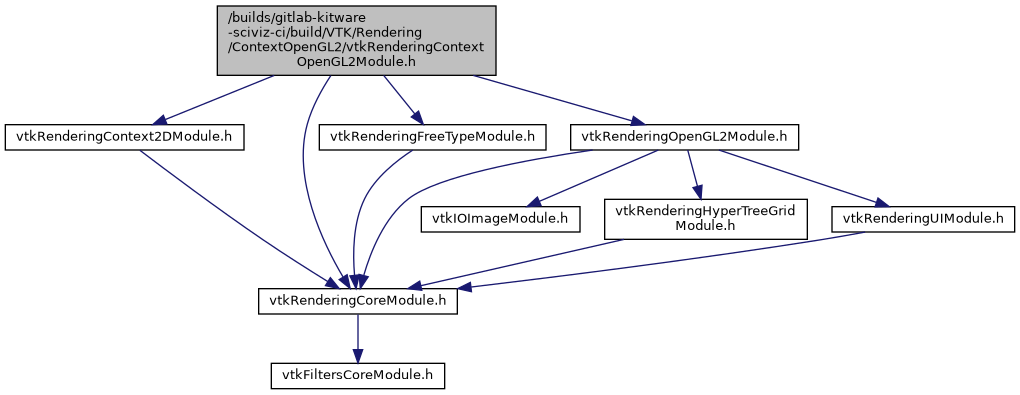 /builds/gitlab-kitware
-sciviz-ci/build/VTK/Rendering
/ContextOpenGL2/vtkRenderingContext
OpenGL2Module.h
vtkRenderingContext2DModule.h
vtkRenderingFreeTypeModule.h
vtkRenderingOpenGL2Module.h
vtkIOImageModule.h
vtkRenderingHyperTreeGrid
Module.h
vtkRenderingUIModule.h
vtkRenderingCoreModule.h
vtkFiltersCoreModule.h